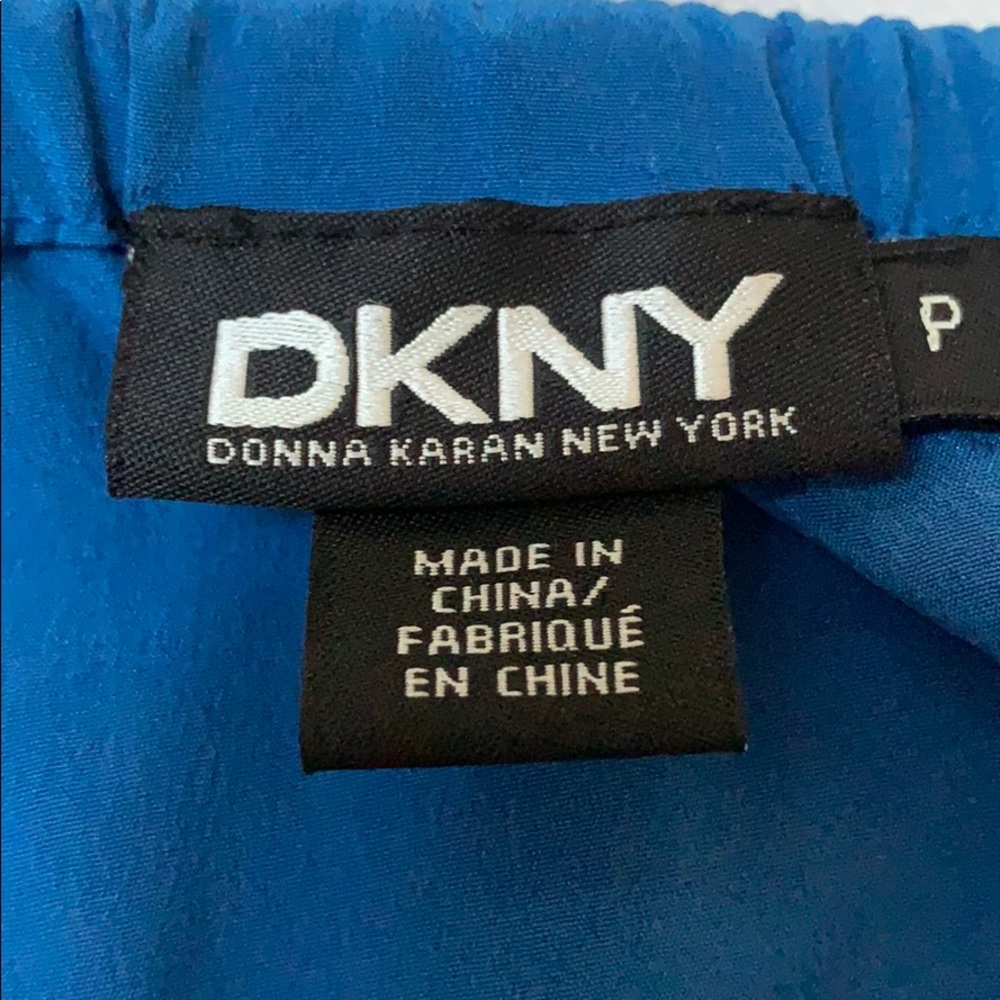 DKNY
DONNA KARAN NEW YORK
P
MADE IN
CHINA/
FABRIQUÉ
EN CHINE